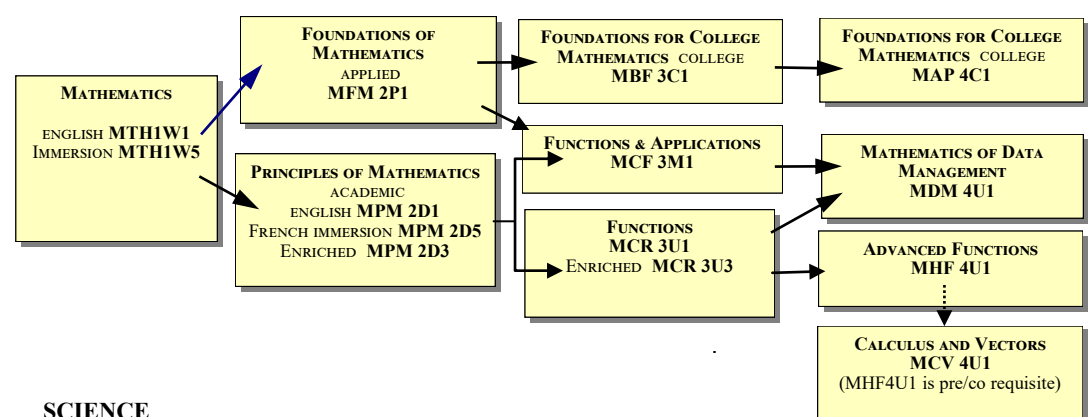 MATHEMATICS
ENGLISH MTH1W1
IMMERSION MTH1W5
FOUNDATIONS OF
MATHEMATICS
APPLIED
MFM 2P1
PRINCIPLES OF MATHEMATICS
ACADEMIC
ENGLISH MPM 2D1
FRENCH IMMERSION MPM 2D5
ENRICHED MPM 2D3
FOUNDATIONS FOR COLLEGE
MATHEMATICS COLLEGE
MBF 3C1
FUNCTIONS & APPLICATIONS
MCF 3M1
FUNCTIONS
MCR 3U1
ENRICHED MCR 3U3
FOUNDATIONS FOR COLLEGE
MATHEMATICS COLLEGE
MAP 4C1
MATHEMATICS OF DATA
MANAGEMENT
MDM 4U1
ADVANCED FUNCTIONS
MHF 4U1
CALCULUS AND VECTORS
MCV 4U1
(MHF4U1 is pre/co requisite)
SCIENCE